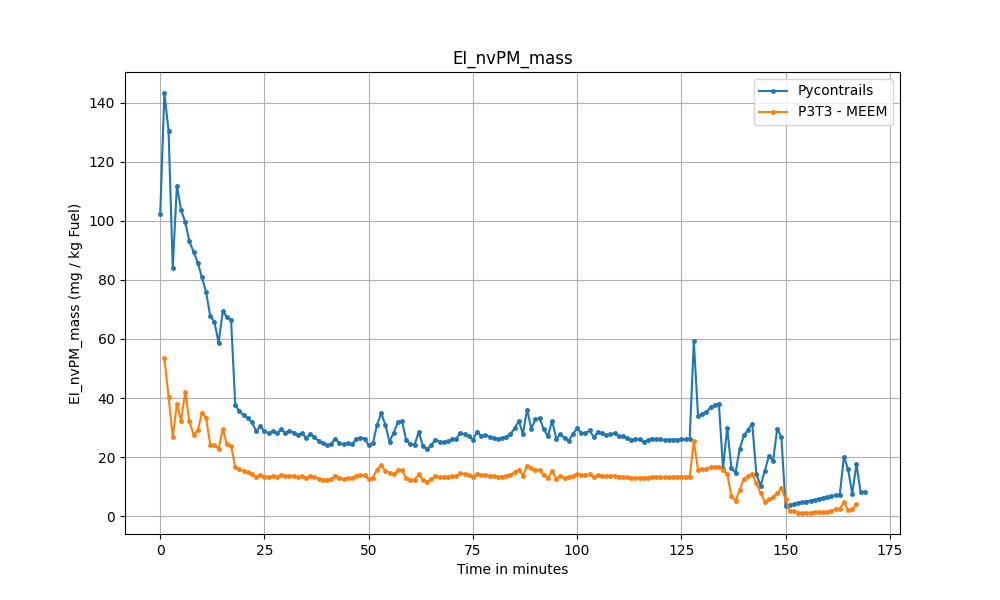 EI_nvPM_mass
Pycontrails
P3T3 - MEEM
EI_nvPM_mass (mg / kg Fuel)
140
120
100
80
60
40
20
0
0 25 50 75 100 125 150 175
Time in minutes